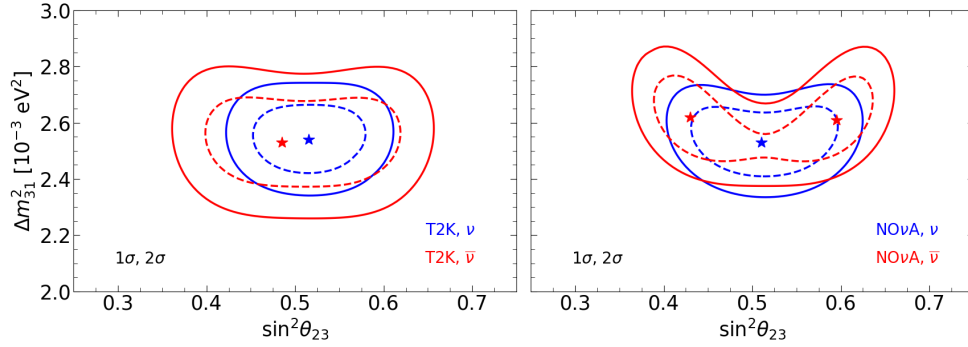 3.0
2.8
2.6
2.4
2.2
2.0
Δm²₃₁ [10⁻³ eV²]
T2K, ν
T2K, ν̅
1σ, 2σ
0.3 0.4 0.5 0.6 0.7
sin²θ₂₃
NOνA, ν
NOνA, ν̅
1σ, 2σ
0.3 0.4 0.5 0.6 0.7
sin²θ₂₃